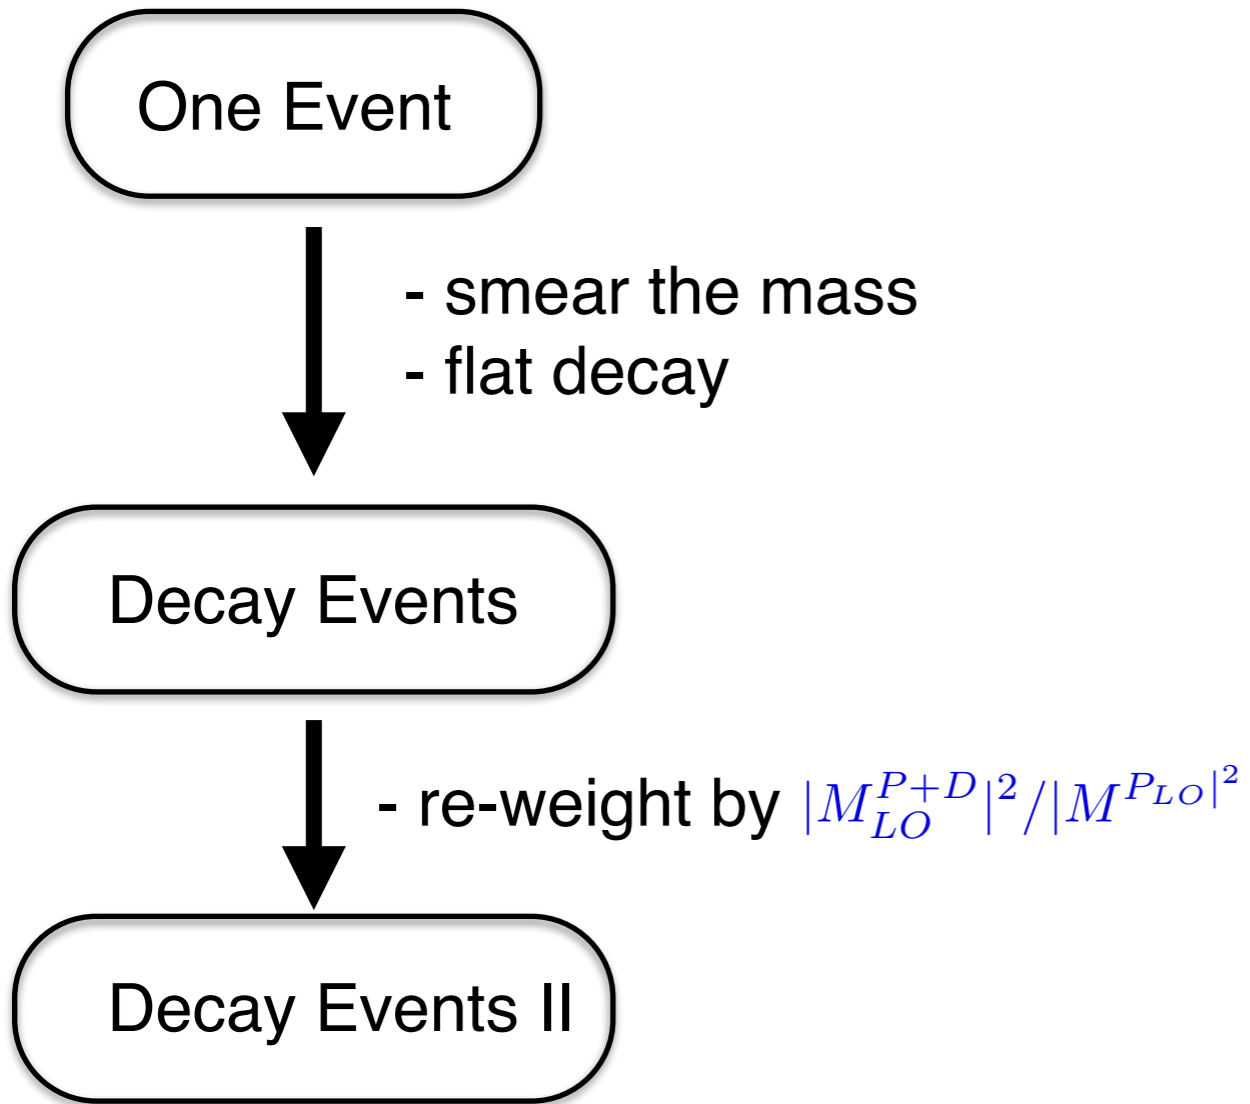 One Event
- smear the mass
- flat decay
Decay Events
- re-weight by $|M_{LO}^{P+D}|^2/|M^{P_{LO}|^2}$
Decay Events II